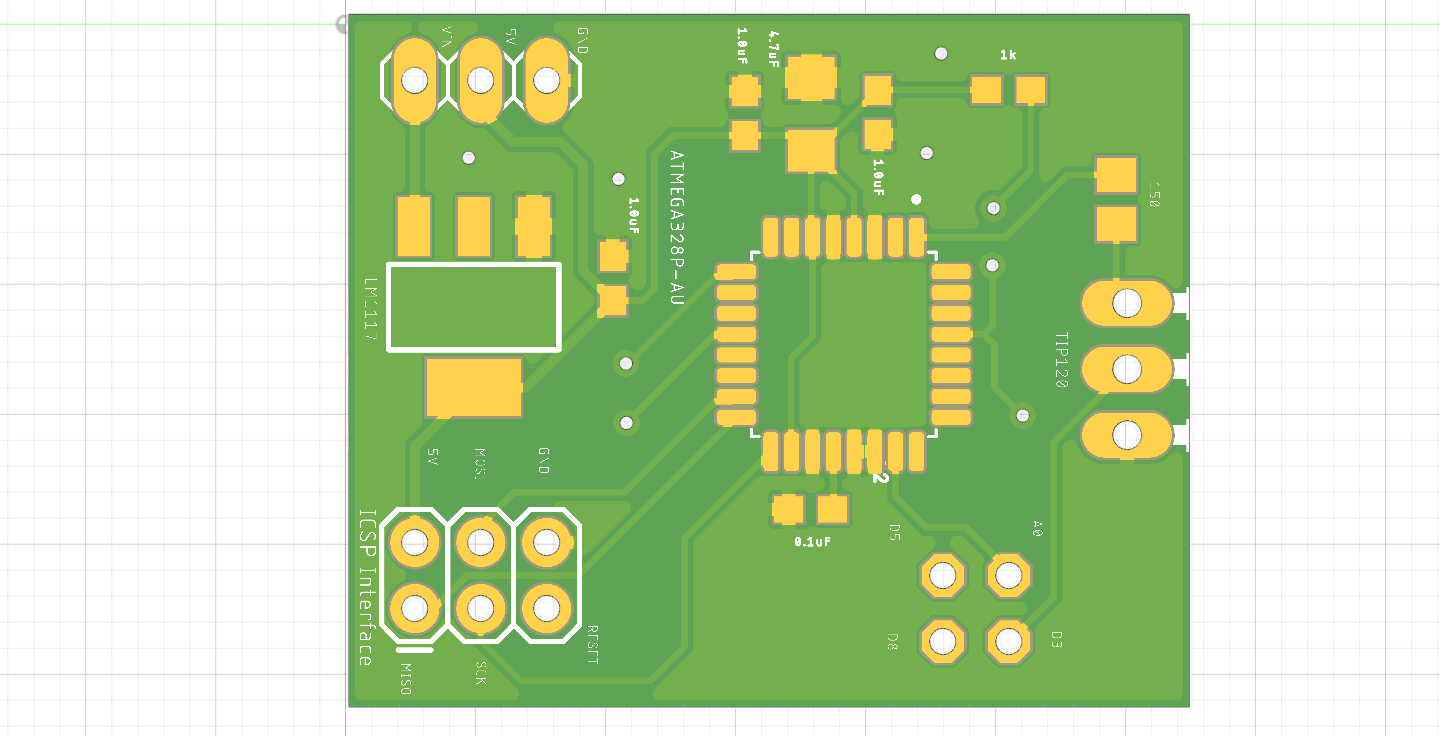 VIN
5V
GND
1.0uF
4.7uF
1k
ATMEGA328P-AU
1.0uF
1.0uF
150
LM1117
TIP120
5V
MOSI
GND
2
ICSP Interface
0.1uF
D5
A0
RESET
D8
D3
MISO
SCK